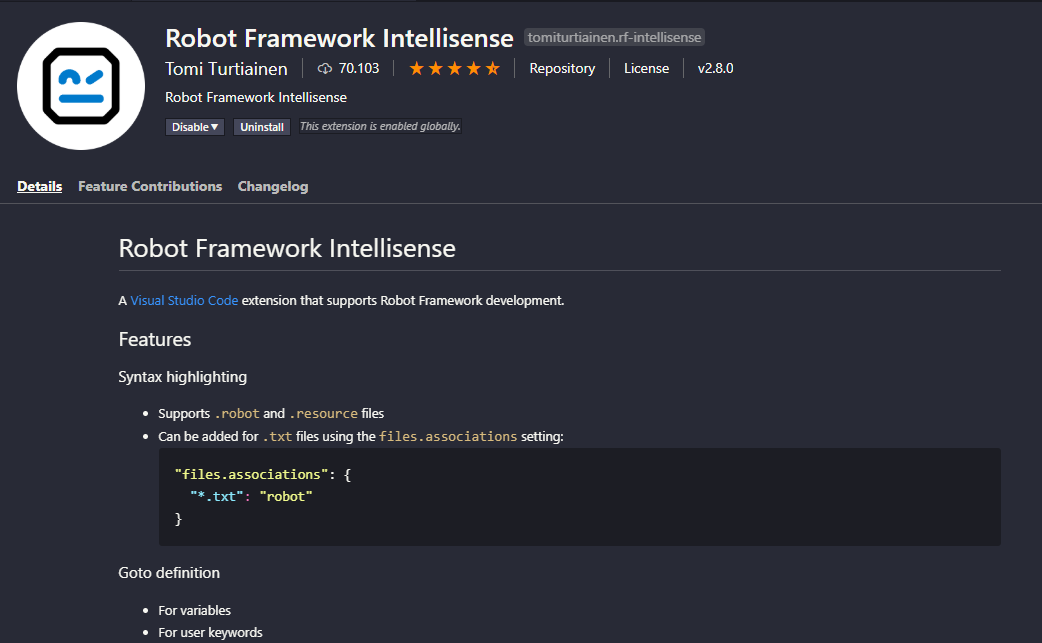 Robot Framework Intellisense tomiturtiainen.rf-intellisense
Tomi Turtiainen 70.103 Repository License v2.8.0
Robot Framework Intellisense
Disable▼ Uninstall This extension is enabled globally.
Details Feature Contributions Changelog
Robot Framework Intellisense
A Visual Studio Code extension that supports Robot Framework development.
Features
Syntax highlighting
• Supports .robot and .resource files
• Can be added for .txt files using the files.associations setting:
"files.associations": {
"*.txt": "robot"
}
Goto definition
• For variables
• For user keywords